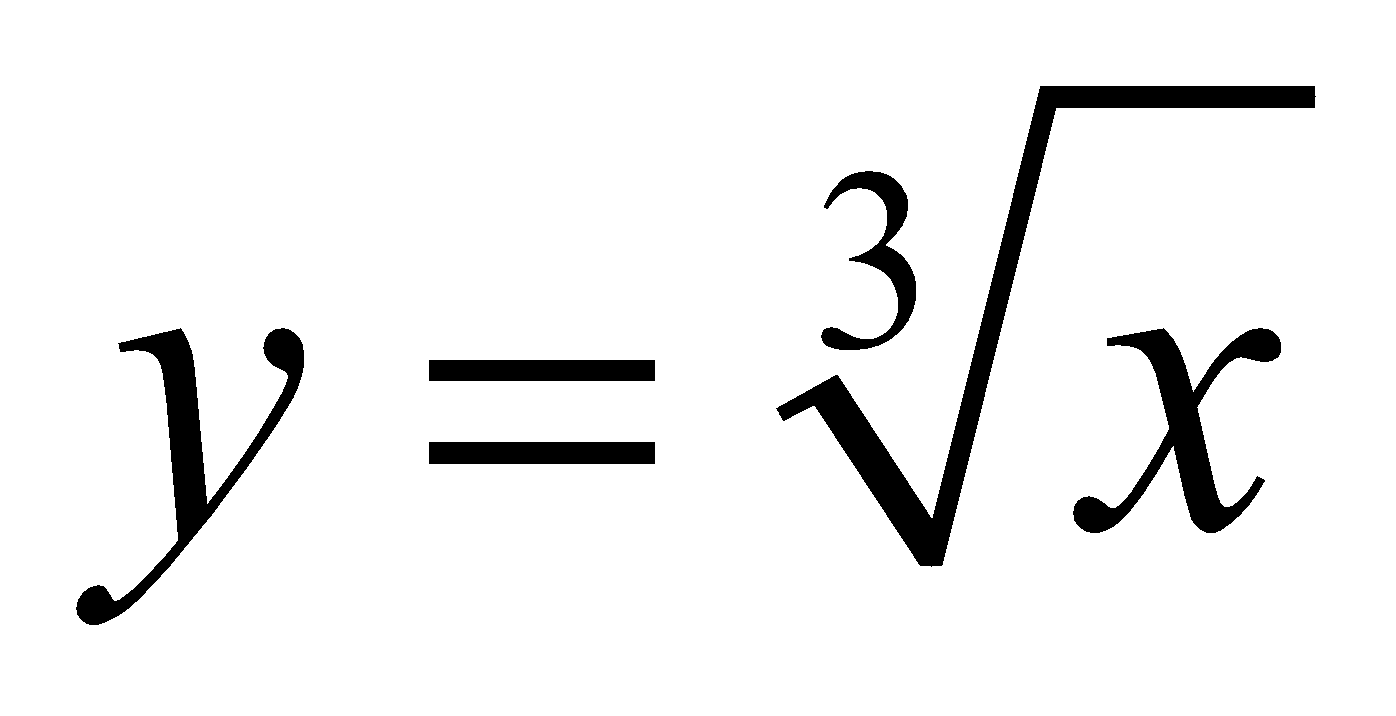 y = ∛x